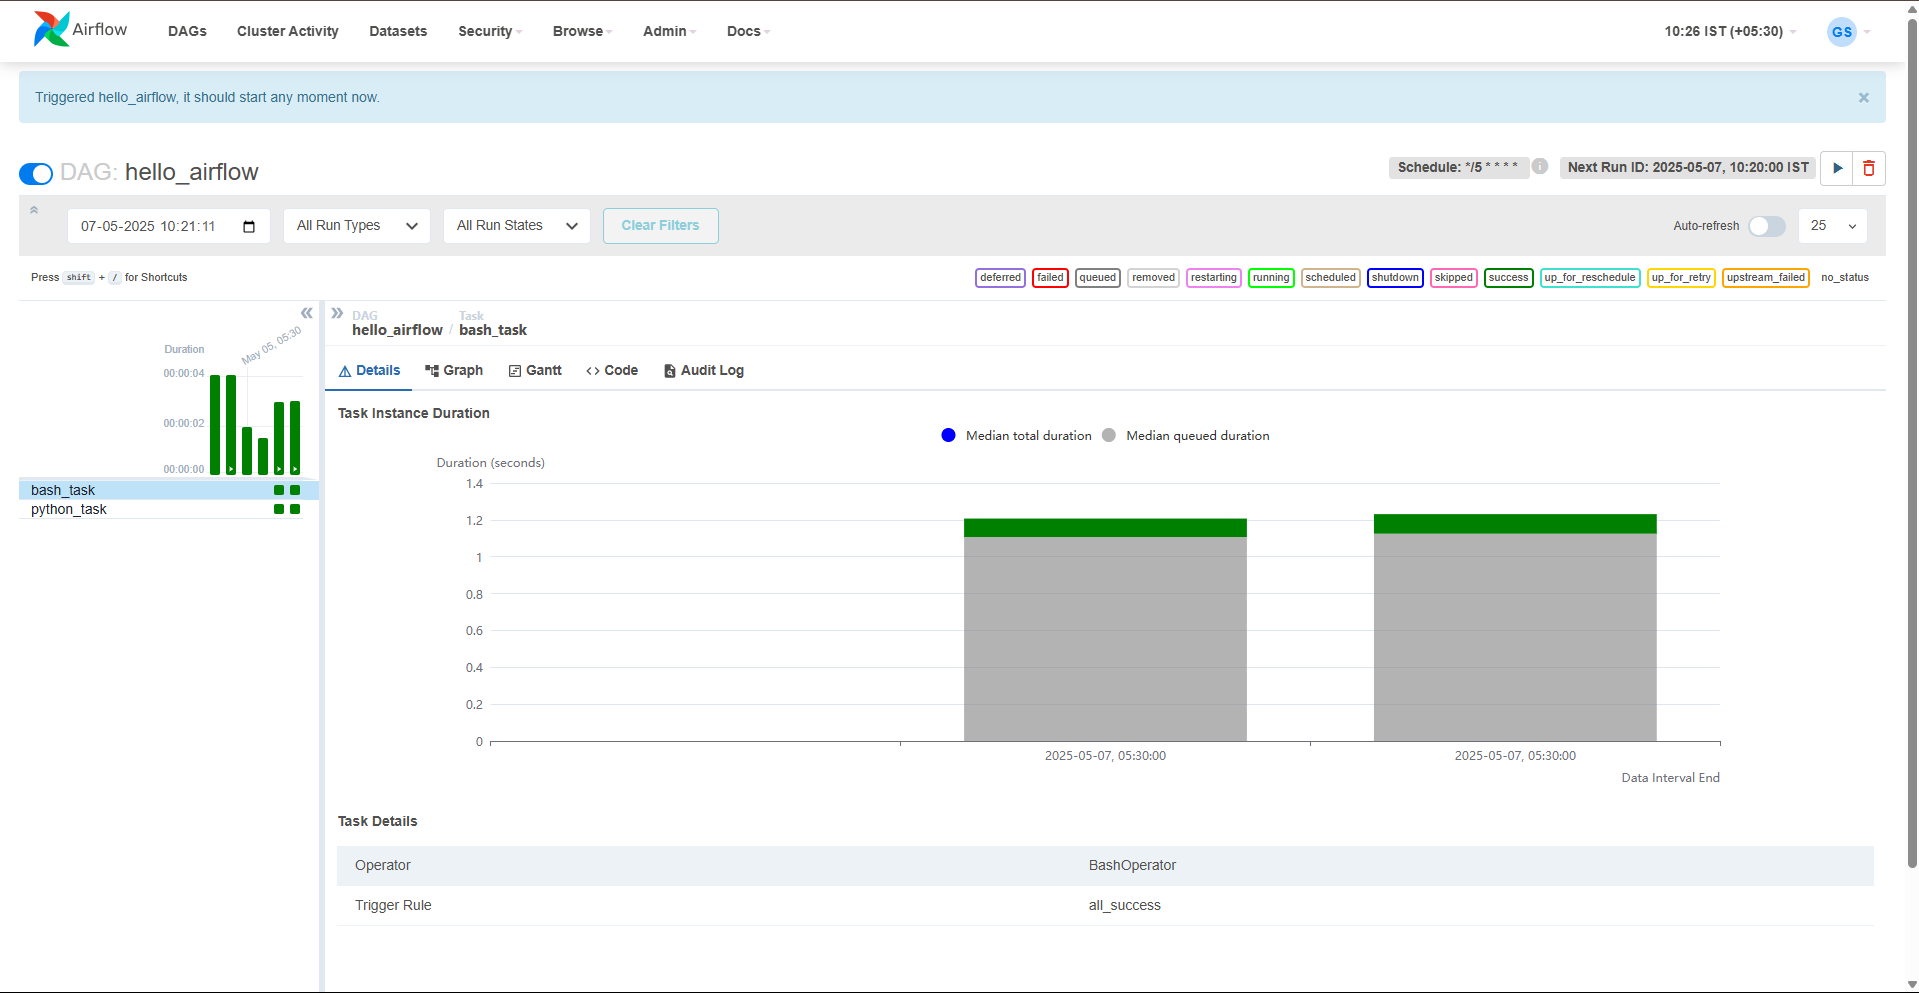 Airflow DAGs Cluster Activity Datasets Security Browse Admin Docs 10:26 IST (+05:30) GS
Triggered hello_airflow, it should start any moment now. ×
DAG: hello_airflow Schedule: */5 * * * * i Next Run ID: 2025-05-07, 10:20:00 IST
07-05-2025 10:21:11 All Run Types All Run States Clear Filters Auto-refresh 25
Press shift + / for Shortcuts deferred failed queued removed restarting running scheduled shutdown skipped success up_for_reschedule up_for_retry upstream_failed no_status
DAG Task
hello_airflow / bash_task
May 05, 05:30
Duration
00:00:04
00:00:02
00:00:00
bash_task
python_task
Details Graph Gantt Code Audit Log
Task Instance Duration
Median total duration Median queued duration
Duration (seconds)
1.4
1.2
1
0.8
0.6
0.4
0.2
0
2025-05-07, 05:30:00 2025-05-07, 05:30:00
Data Interval End
Task Details
Operator BashOperator
Trigger Rule all_success